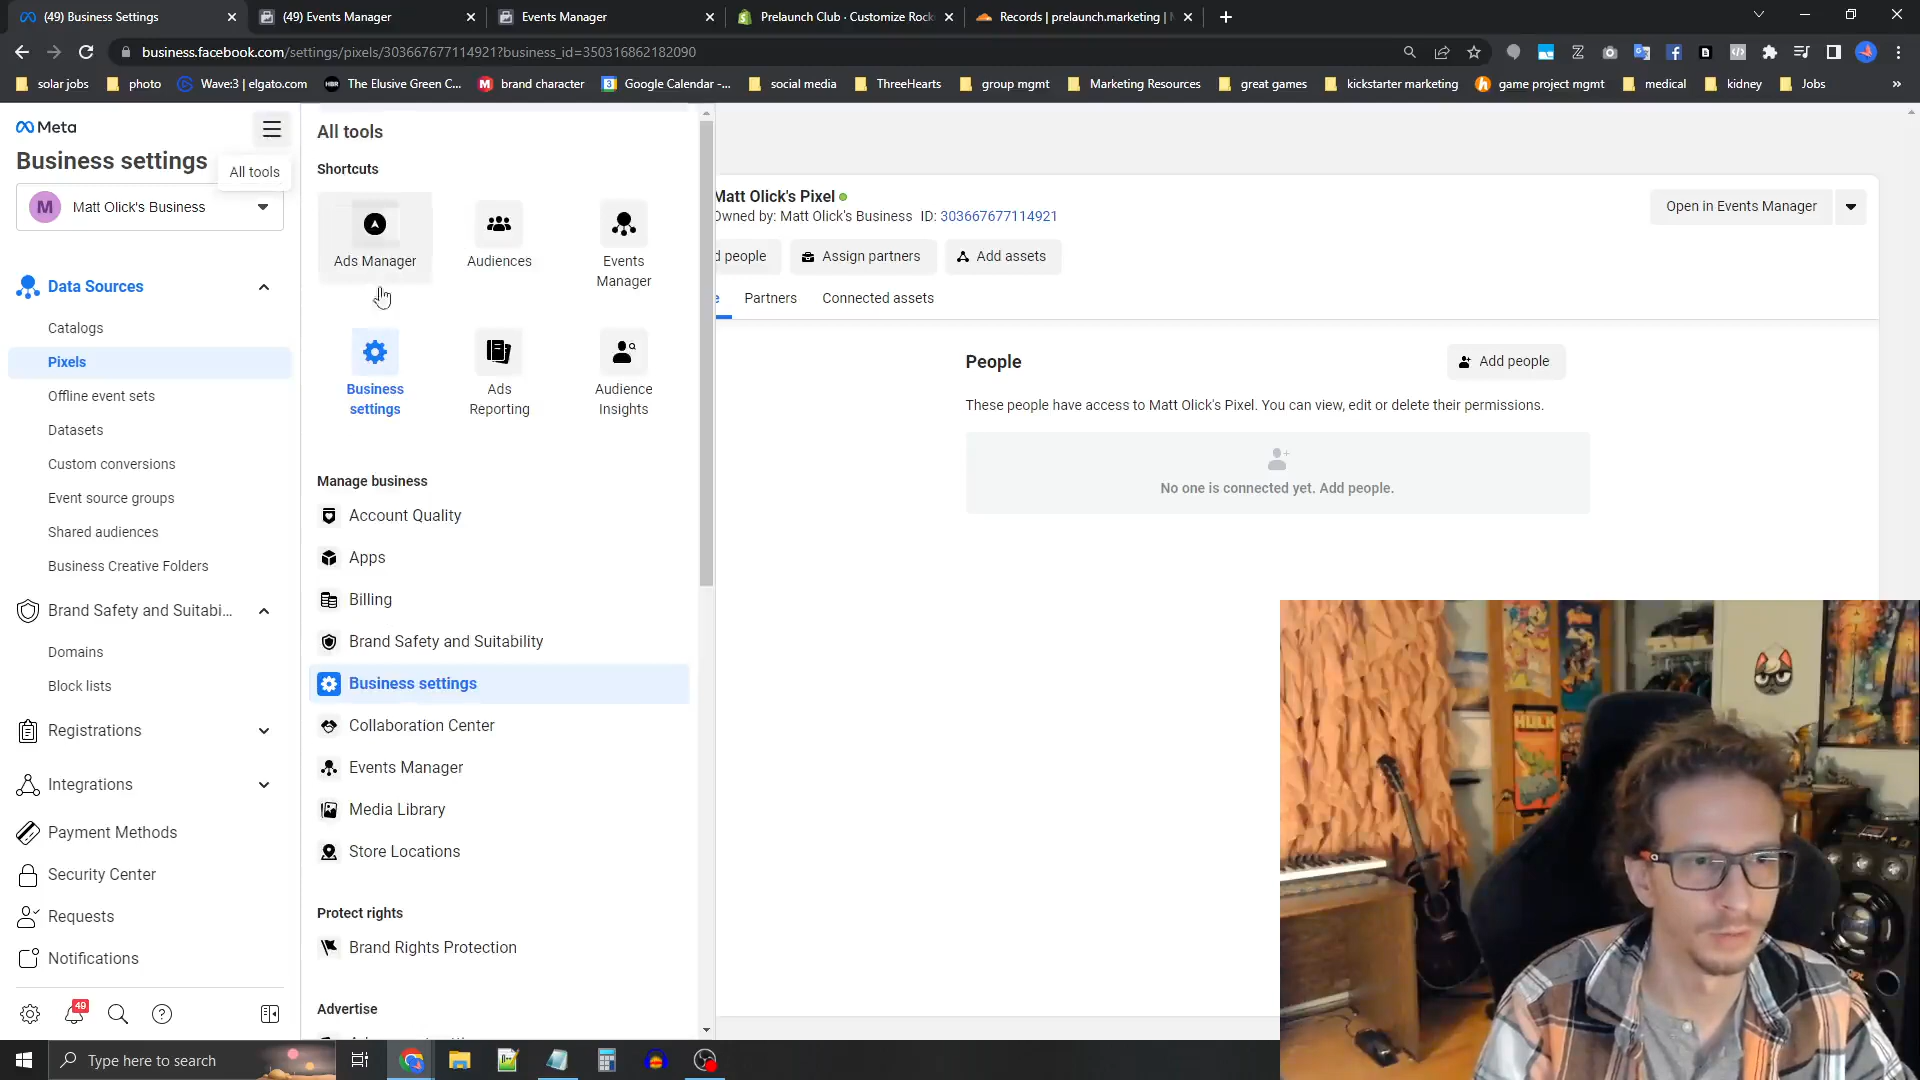 (49) Business Settings
(49) Events Manager
Events Manager
Prelaunch Club · Customize Rock
Records | prelaunch.marketing |
business.facebook.com/settings/pixels/303667677114921?business_id=350316862182090
solar jobs
photo
Wave:3 | elgato.com
The Elusive Green C...
brand character
Google Calendar -...
social media
ThreeHearts
group mgmt
Marketing Resources
great games
kickstarter marketing
game project mgmt
medical
kidney
Jobs
»
Meta
Business settings
All tools
M
Matt Olick's Business
Data Sources
Catalogs
Pixels
Offline event sets
Datasets
Custom conversions
Event source groups
Shared audiences
Business Creative Folders
Brand Safety and Suitabi...
Domains
Block lists
Registrations
Integrations
Payment Methods
Security Center
Requests
Notifications
49
All tools
Shortcuts
Ads Manager
Audiences
Events
Manager
Business
settings
Ads
Reporting
Audience
Insights
Manage business
Account Quality
Apps
Billing
Brand Safety and Suitability
Business settings
Collaboration Center
Events Manager
Media Library
Store Locations
Protect rights
Brand Rights Protection
Advertise
Matt Olick's Pixel
Owned by: Matt Olick's Business ID: 303667677114921
Open in Events Manager
d people
Assign partners
Add assets
e
Partners
Connected assets
People
Add people
These people have access to Matt Olick's Pixel. You can view, edit or delete their permissions.
No one is connected yet. Add people.
HULK
Type here to search